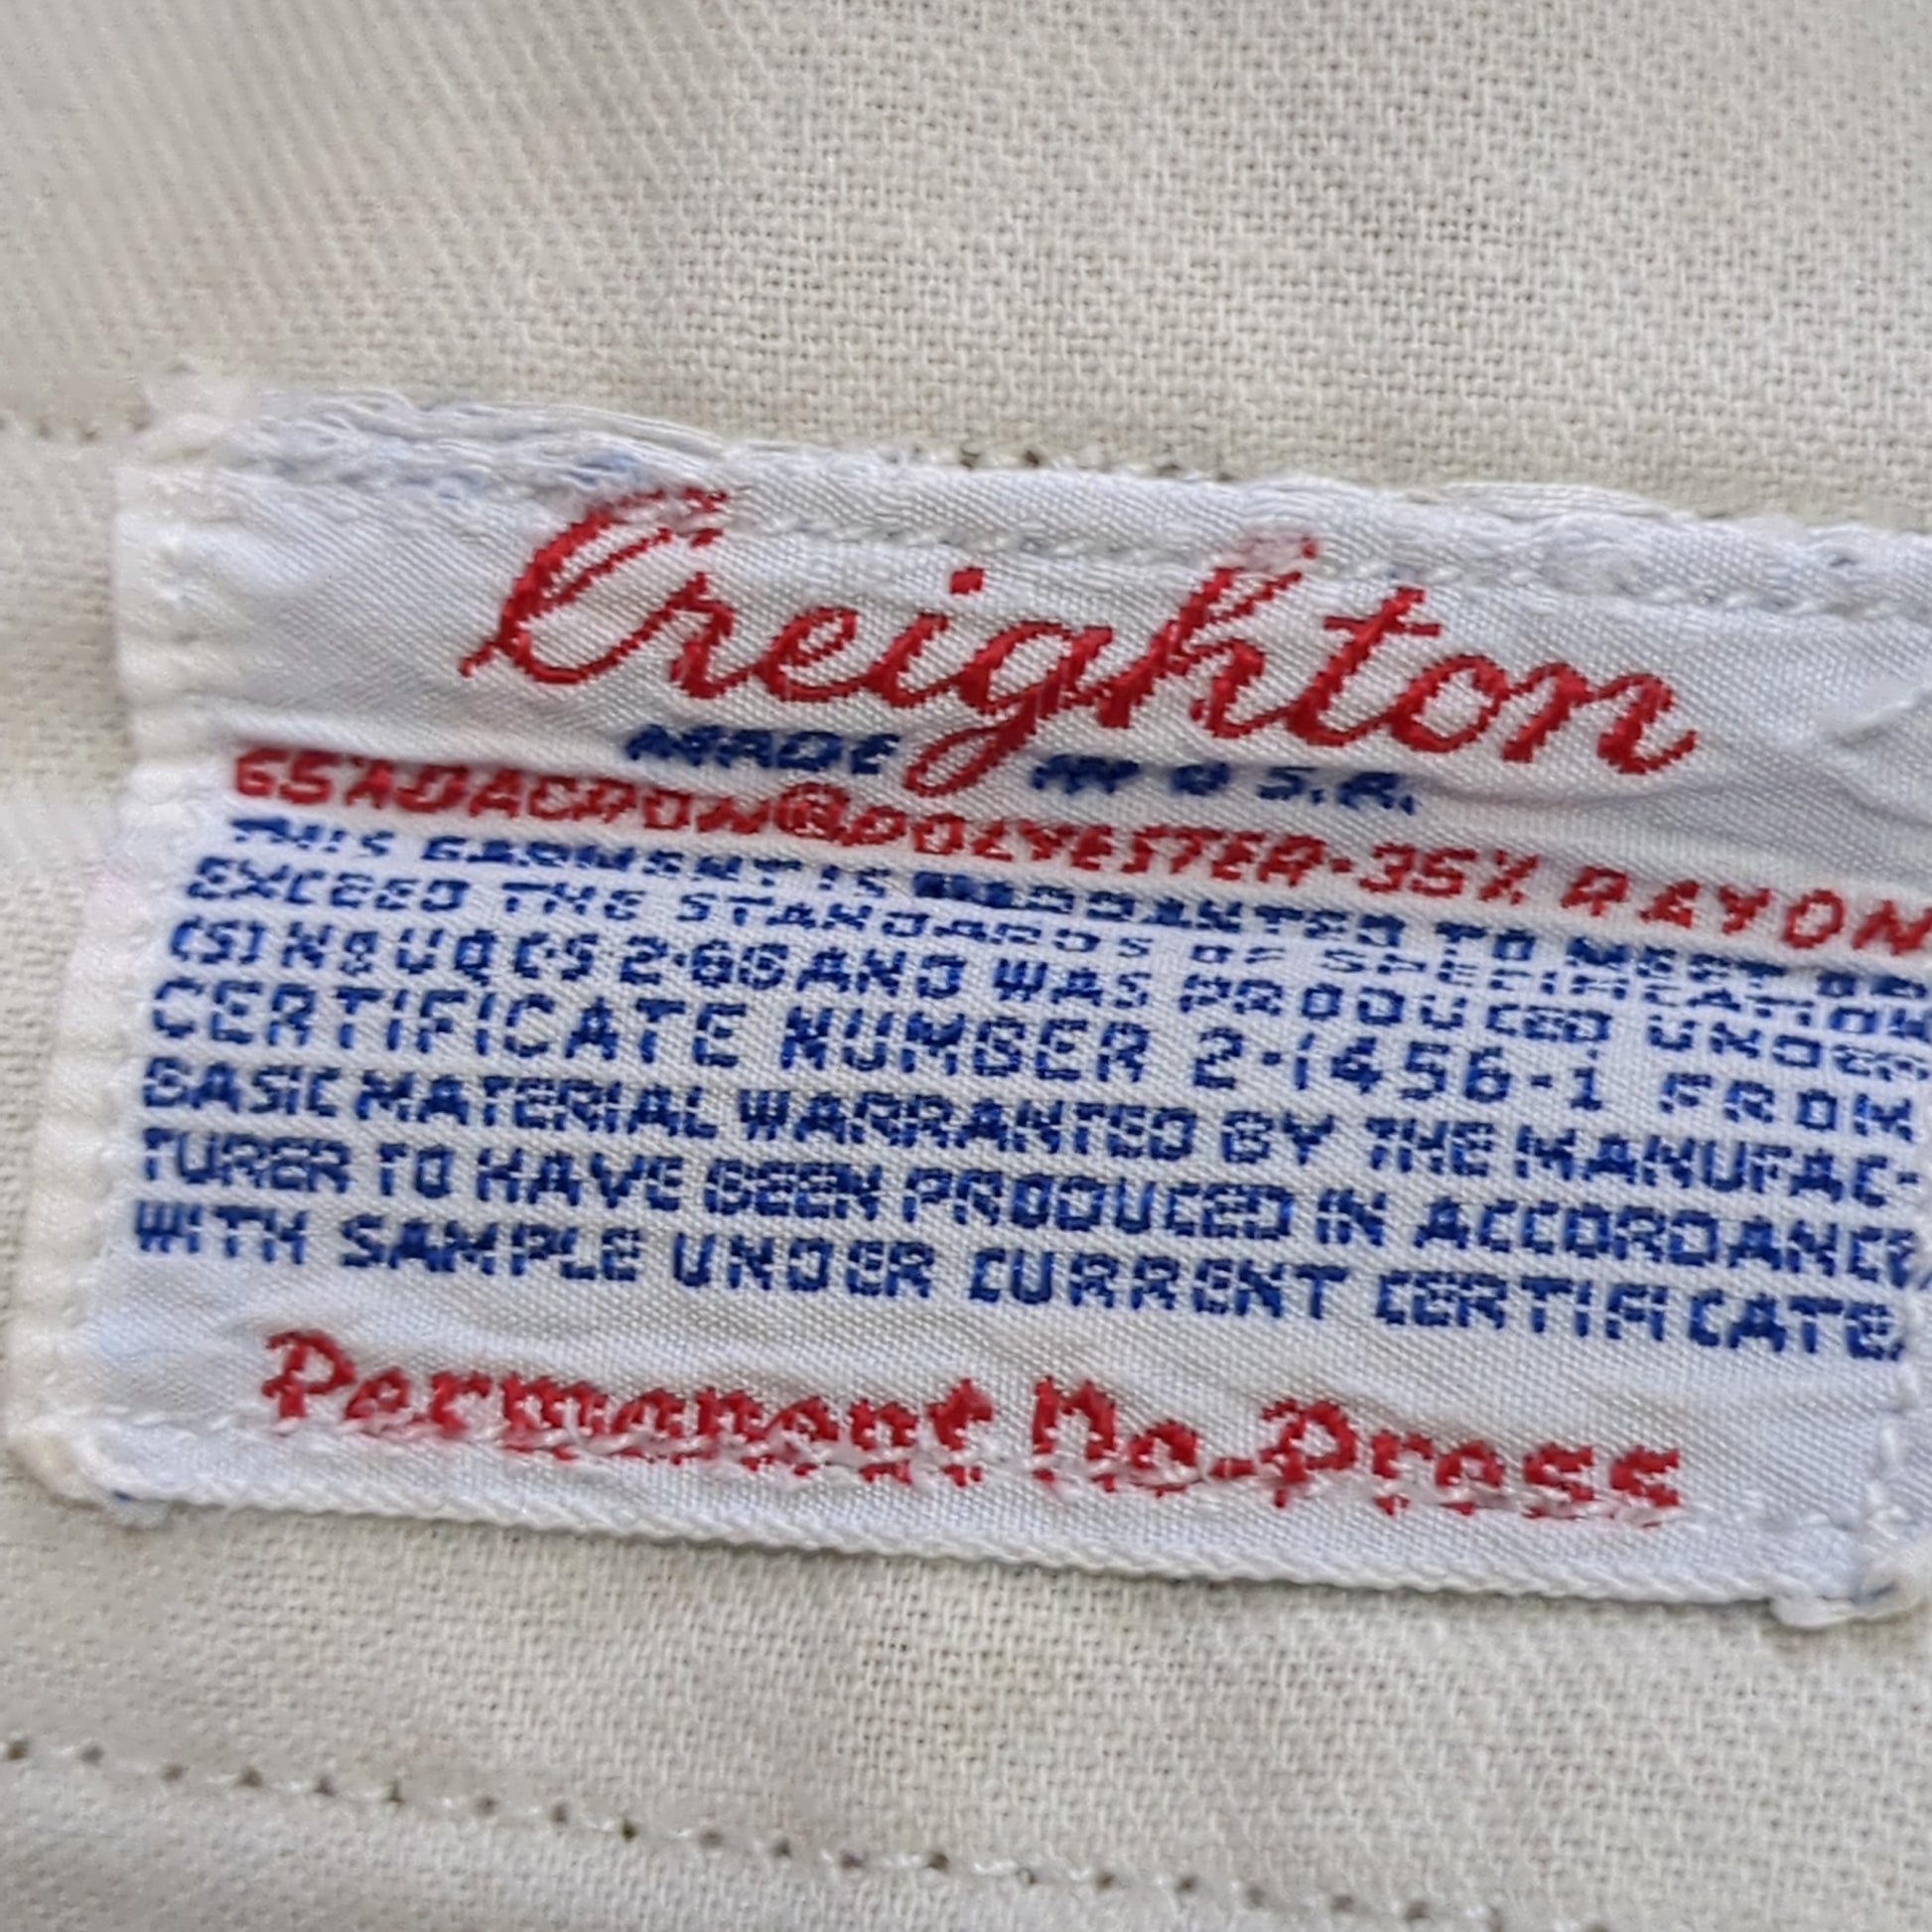 Creighton
MADE IN U.S.A.
65% DACRON® POLYESTER·35% RAYON
THIS GARMENT IS WARRANTED TO MEET OR
EXCEED THE STANDARDS OF SPECIFICATION
(S) Nº UQCS 2·66 AND WAS PRODUCED UNDER
CERTIFICATE NUMBER 2·1456-1 FROM
BASIC MATERIAL WARRANTED BY THE MANUFAC-
TURER TO HAVE BEEN PRODUCED IN ACCORDANCE
WITH SAMPLE UNDER CURRENT CERTIFICATE
Permanent No-Press